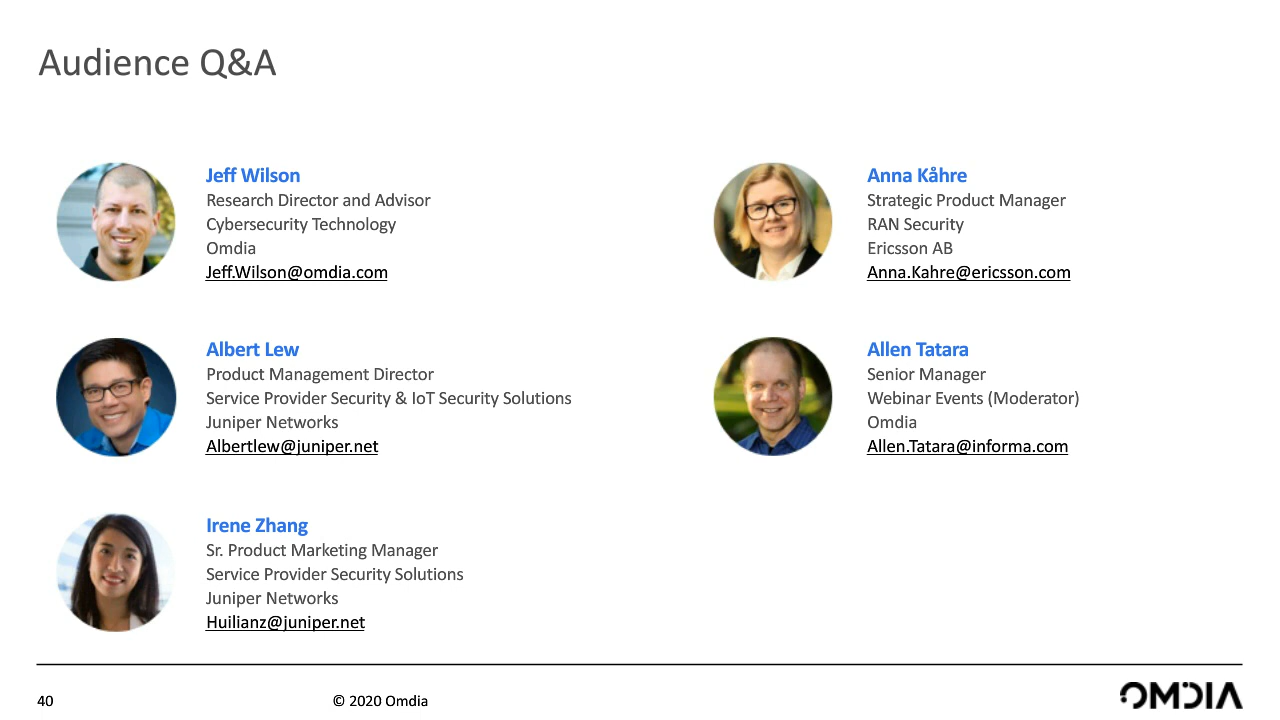 Audience Q&A
Jeff Wilson
Research Director and Advisor
Cybersecurity Technology
Omdia
Jeff.Wilson@omdia.com
Anna Kåhre
Strategic Product Manager
RAN Security
Ericsson AB
Anna.Kahre@ericsson.com
Albert Lew
Product Management Director
Service Provider Security & IoT Security Solutions
Juniper Networks
Albertlew@juniper.net
Allen Tatara
Senior Manager
Webinar Events (Moderator)
Omdia
Allen.Tatara@informa.com
Irene Zhang
Sr. Product Marketing Manager
Service Provider Security Solutions
Juniper Networks
Huilianz@juniper.net
40
© 2020 Omdia
OMDIA